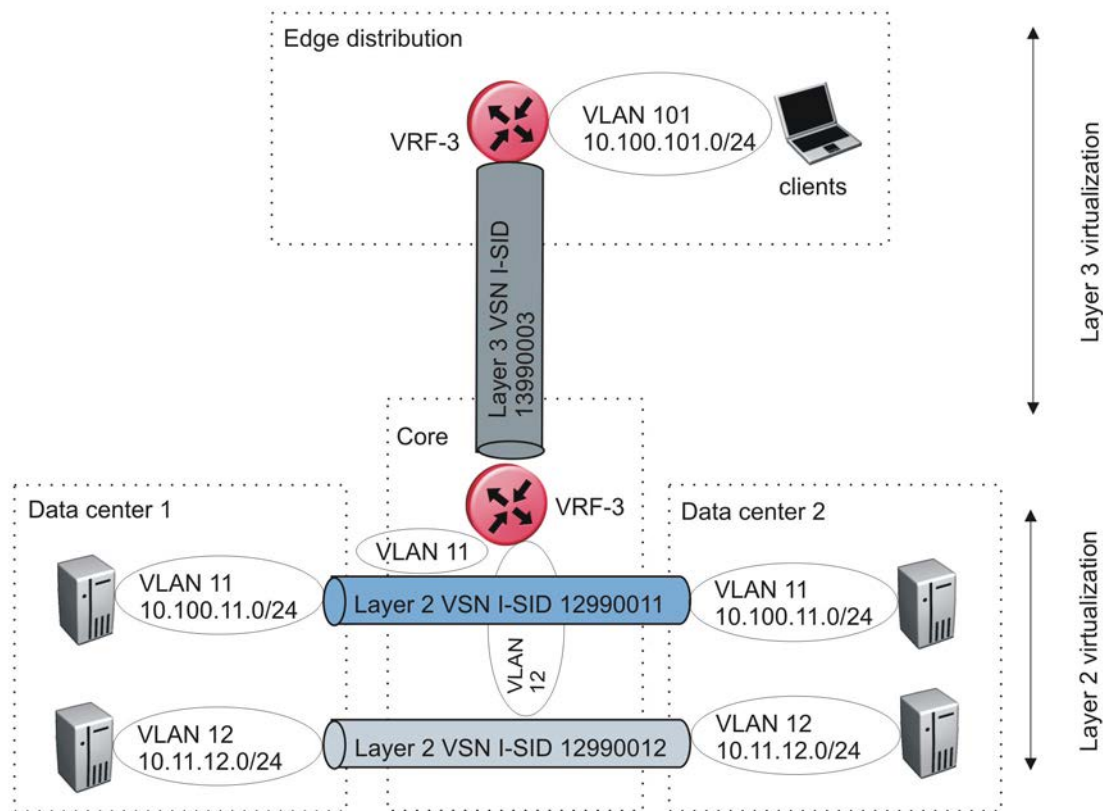 Edge distribution
VRF-3
VLAN 101
10.100.101.0/24
clients
Layer 3 VSN I-SID
13990003
Layer 3 virtualization
Core
VRF-3
Data center 1
Data center 2
VLAN 11
VLAN 11
10.100.11.0/24
Layer 2 VSN I-SID 12990011
VLAN 11
10.100.11.0/24
VLAN
12
VLAN 12
10.11.12.0/24
Layer 2 VSN I-SID 12990012
VLAN 12
10.11.12.0/24
Layer 2 virtualization